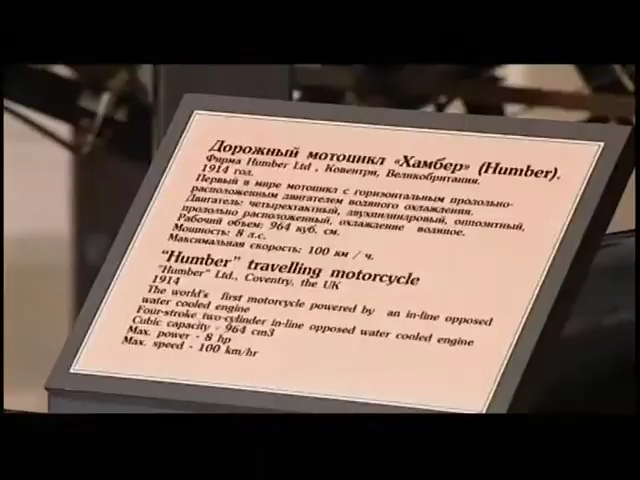 Дорожный мотоцикл «Хамбер» (Humber).
Фирма Humber Ltd , Ковентри, Великобритания.
1914 год.
Первый в мире мотоцикл с горизонтальным продольно-
расположенным двигателем водяного охлаждения.
Двигатель: четырехтактный, двухцилиндровый, оппозитный,
продольно расположенный, охлаждение водяное.
Рабочий объем: 964 куб. см.
Мощность: 8 л.с.
Максимальная скорость: 100 км / ч.
“Humber” travelling motorcycle
"Humber" Ltd., Coventry, the UK
1914
The world's first motorcycle powered by an in-line opposed
water cooled engine
Four-stroke two-cylinder in-line opposed water cooled engine
Cubic capacity - 964 cm3
Max. power - 8 hp
Max. speed - 100 km/hr